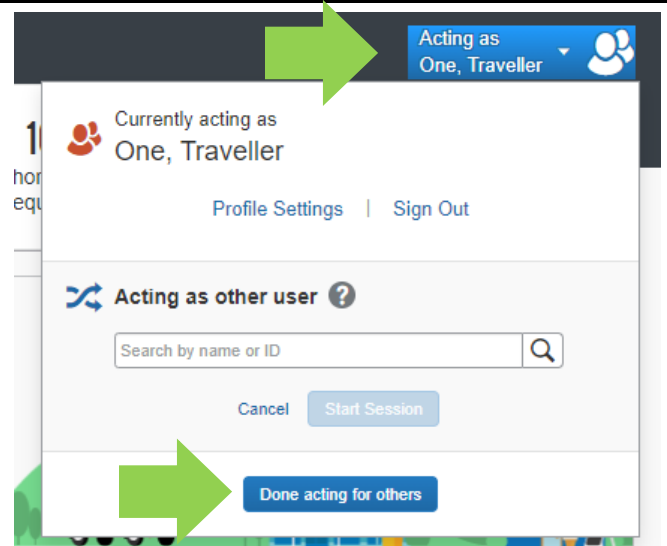 Acting as
One, Traveller
Currently acting as
One, Traveller
Profile Settings | Sign Out
Acting as other user ?
Search by name or ID
Cancel Start Session
Done acting for others